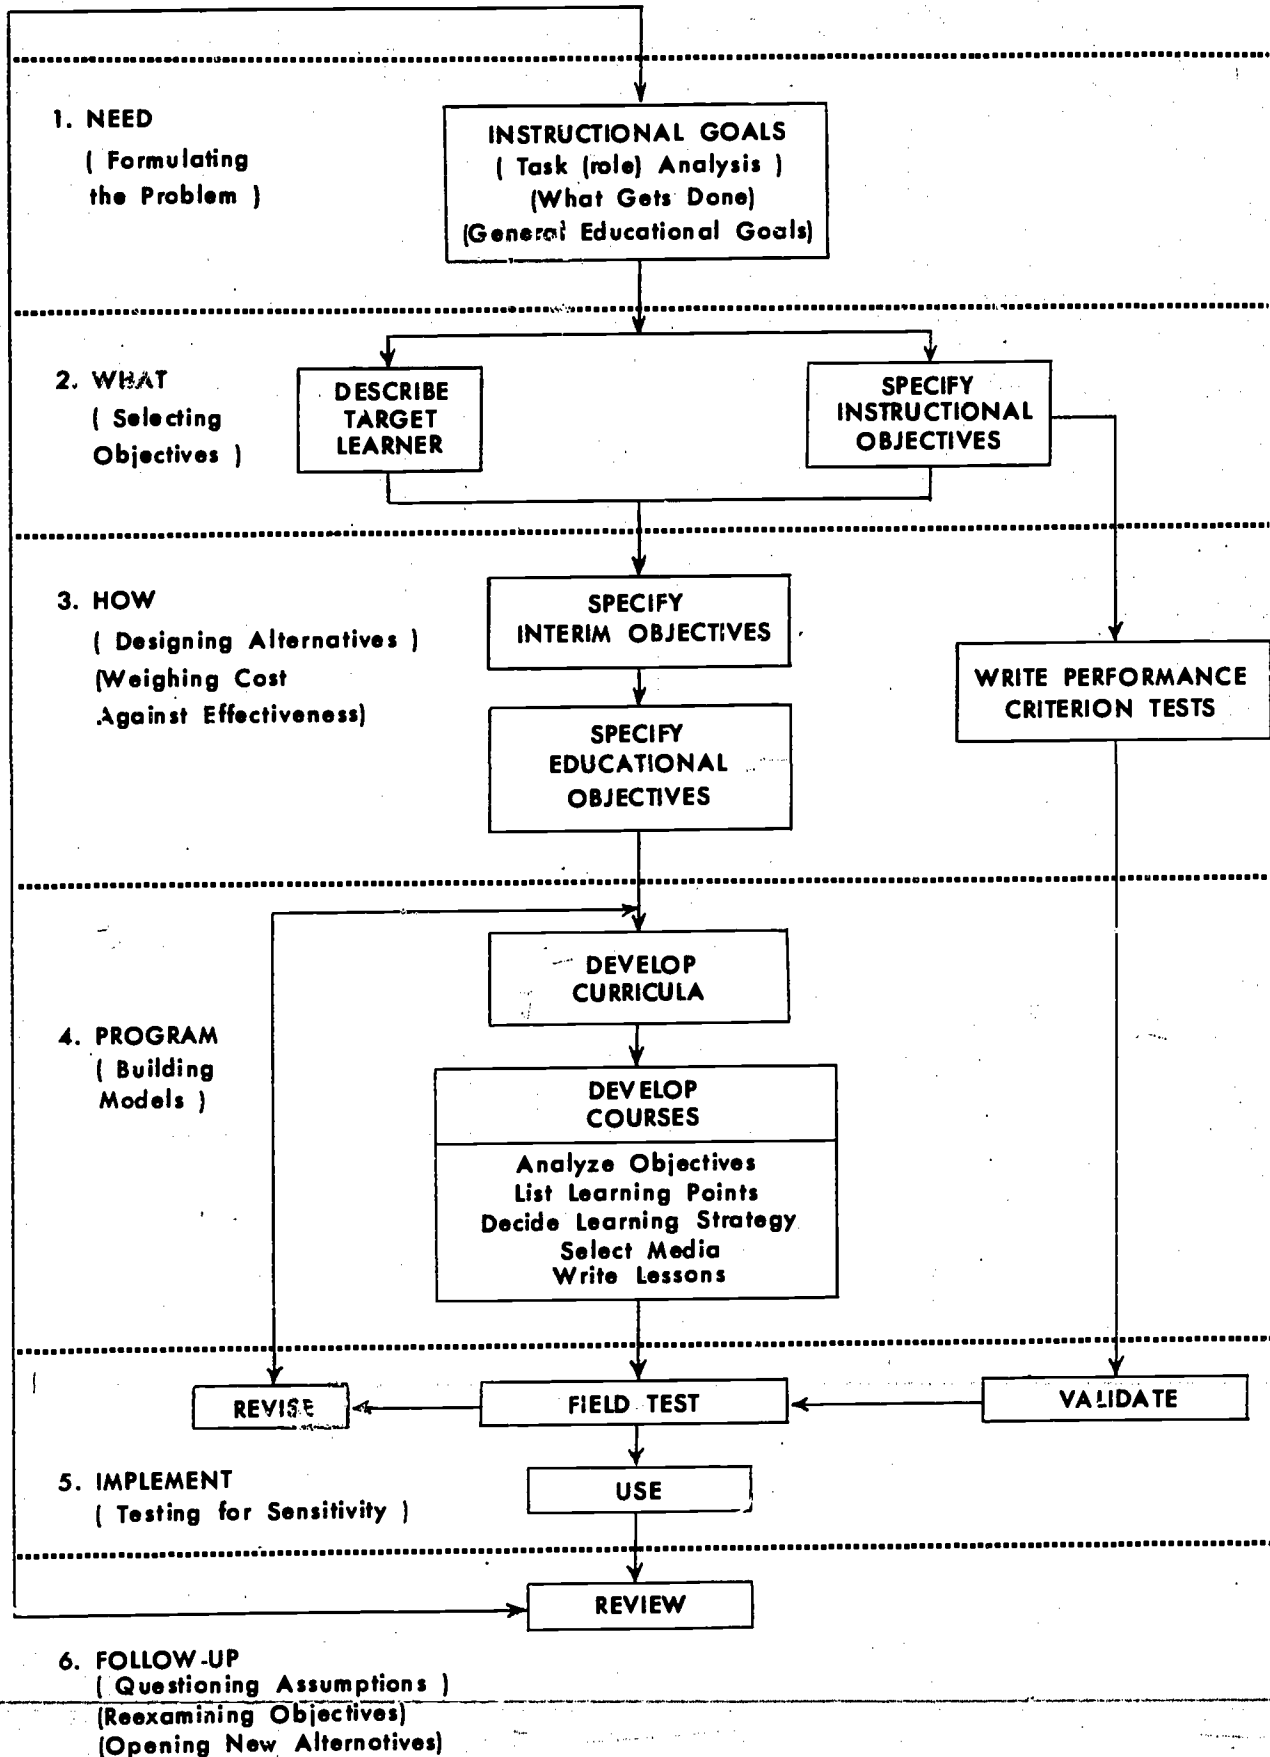 1. NEED
( Formulating
the Problem )
INSTRUCTIONAL GOALS
( Task (role) Analysis )
(What Gets Done)
(General Educational Goals)
2. WHAT
( Selecting
Objectives )
DESCRIBE
TARGET
LEARNER
SPECIFY
INSTRUCTIONAL
OBJECTIVES
3. HOW
( Designing Alternatives )
(Weighing Cost
Against Effectiveness)
SPECIFY
INTERIM OBJECTIVES
WRITE PERFORMANCE
CRITERION TESTS
SPECIFY
EDUCATIONAL
OBJECTIVES
4. PROGRAM
( Building
Models )
DEVELOP
CURRICULA
DEVELOP
COURSES
Analyze Objectives
List Learning Points
Decide Learning Strategy
Select Media
Write Lessons
REVISE
FIELD TEST
VALIDATE
5. IMPLEMENT
( Testing for Sensitivity )
USE
REVIEW
6. FOLLOW-UP
( Questioning Assumptions )
(Reexamining Objectives)
(Opening New Alternatives)